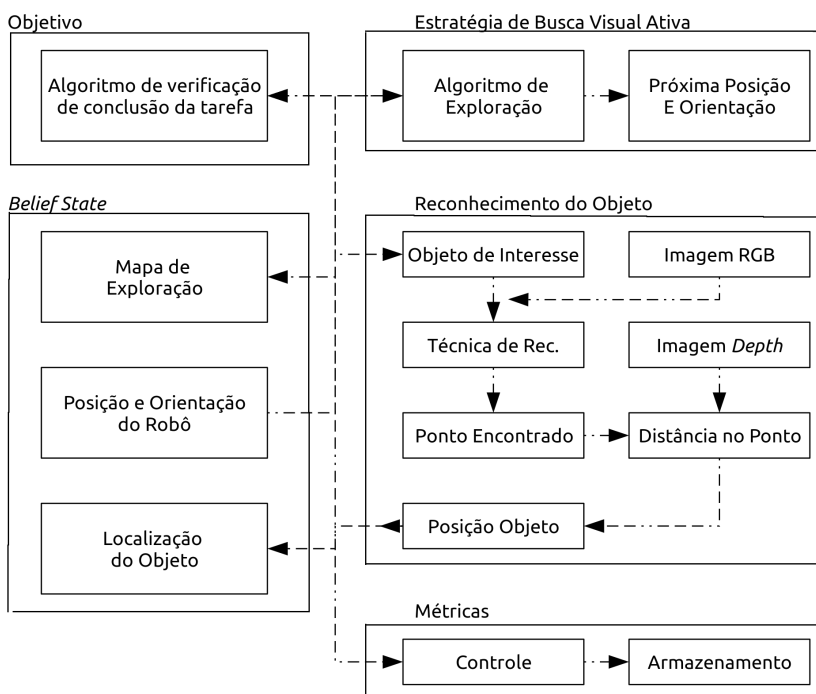 Objetivo
Algoritmo de verificação
de conclusão da tarefa
Estratégia de Busca Visual Ativa
Algoritmo de
Exploração
Próxima Posição
E Orientação
Belief State
Mapa de
Exploração
Posição e Orientação
do Robô
Localização
do Objeto
Reconhecimento do Objeto
Objeto de Interesse
Imagem RGB
Técnica de Rec.
Imagem Depth
Ponto Encontrado
Distância no Ponto
Posição Objeto
Métricas
Controle
Armazenamento